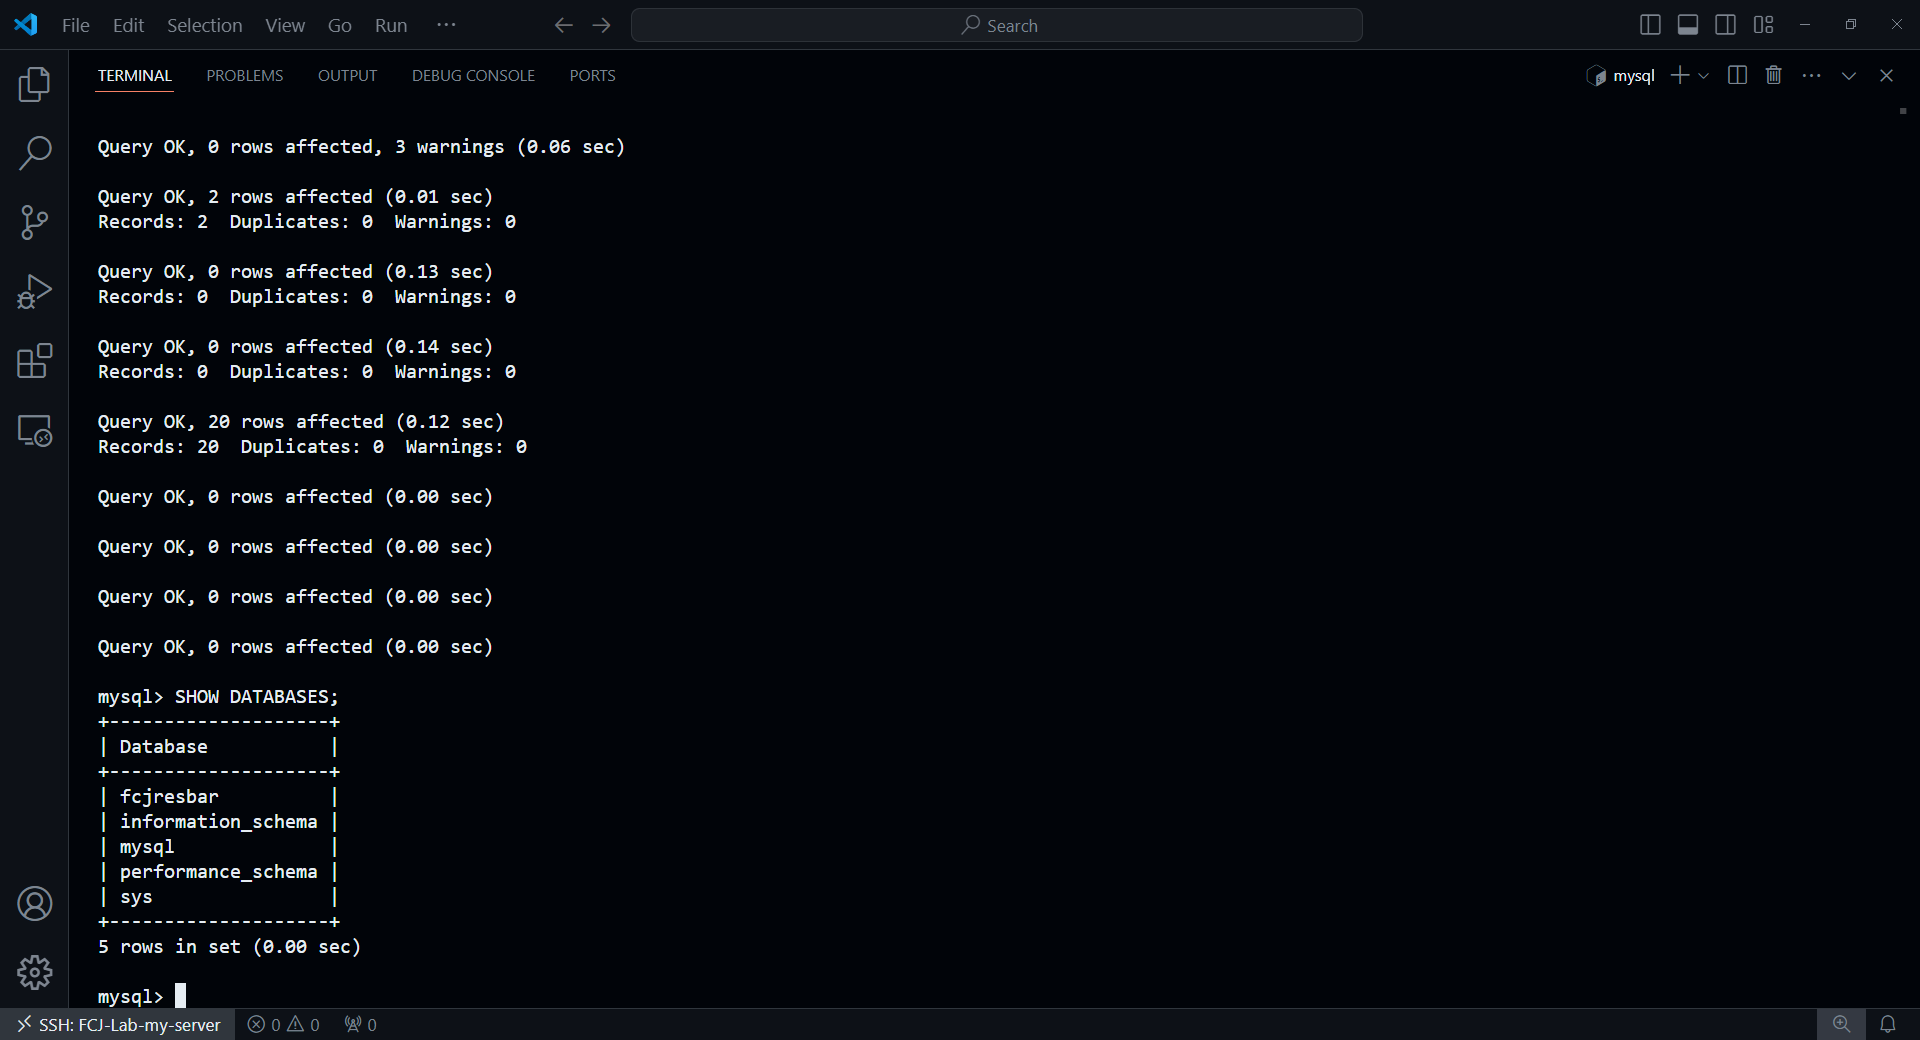 File Edit Selection View Go Run ··· Search
TERMINAL PROBLEMS OUTPUT DEBUG CONSOLE PORTS mysql
Query OK, 0 rows affected, 3 warnings (0.06 sec)
Query OK, 2 rows affected (0.01 sec)
Records: 2  Duplicates: 0  Warnings: 0
Query OK, 0 rows affected (0.13 sec)
Records: 0  Duplicates: 0  Warnings: 0
Query OK, 0 rows affected (0.14 sec)
Records: 0  Duplicates: 0  Warnings: 0
Query OK, 20 rows affected (0.12 sec)
Records: 20  Duplicates: 0  Warnings: 0
Query OK, 0 rows affected (0.00 sec)
Query OK, 0 rows affected (0.00 sec)
Query OK, 0 rows affected (0.00 sec)
Query OK, 0 rows affected (0.00 sec)
mysql> SHOW DATABASES;
+--------------------+
| Database           |
+--------------------+
| fcjresbar          |
| information_schema |
| mysql              |
| performance_schema |
| sys                |
+--------------------+
5 rows in set (0.00 sec)
mysql>
SSH: FCJ-Lab-my-server 0 0 0